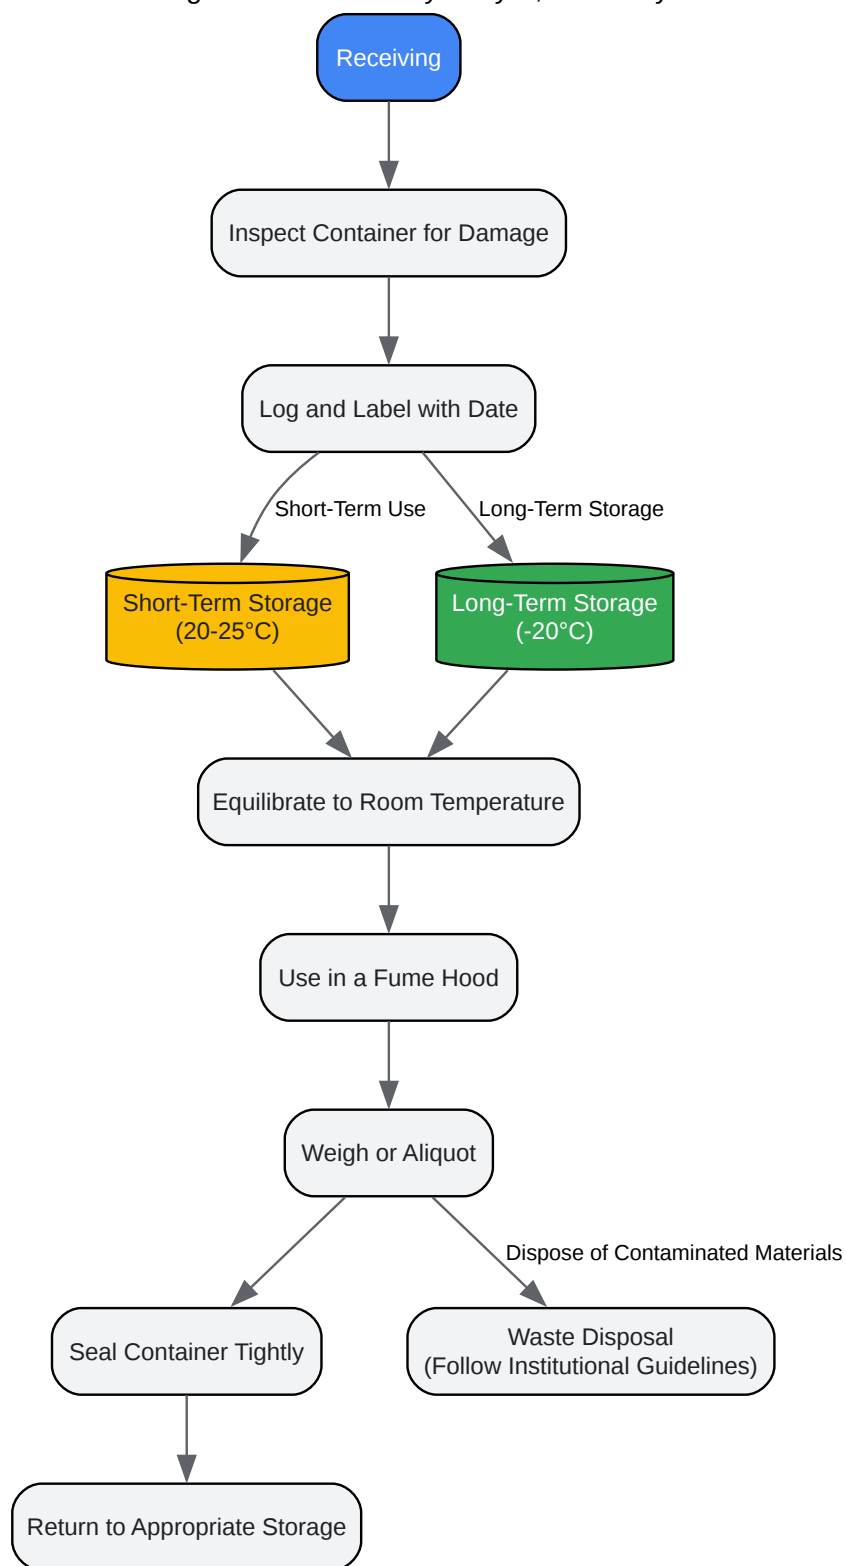 Receiving
Inspect Container for Damage
Log and Label with Date
Short-Term Use
Long-Term Storage
Short-Term Storage
(20-25°C)
Long-Term Storage
(-20°C)
Equilibrate to Room Temperature
Use in a Fume Hood
Weigh or Aliquot
Dispose of Contaminated Materials
Seal Container Tightly
Waste Disposal
(Follow Institutional Guidelines)
Return to Appropriate Storage